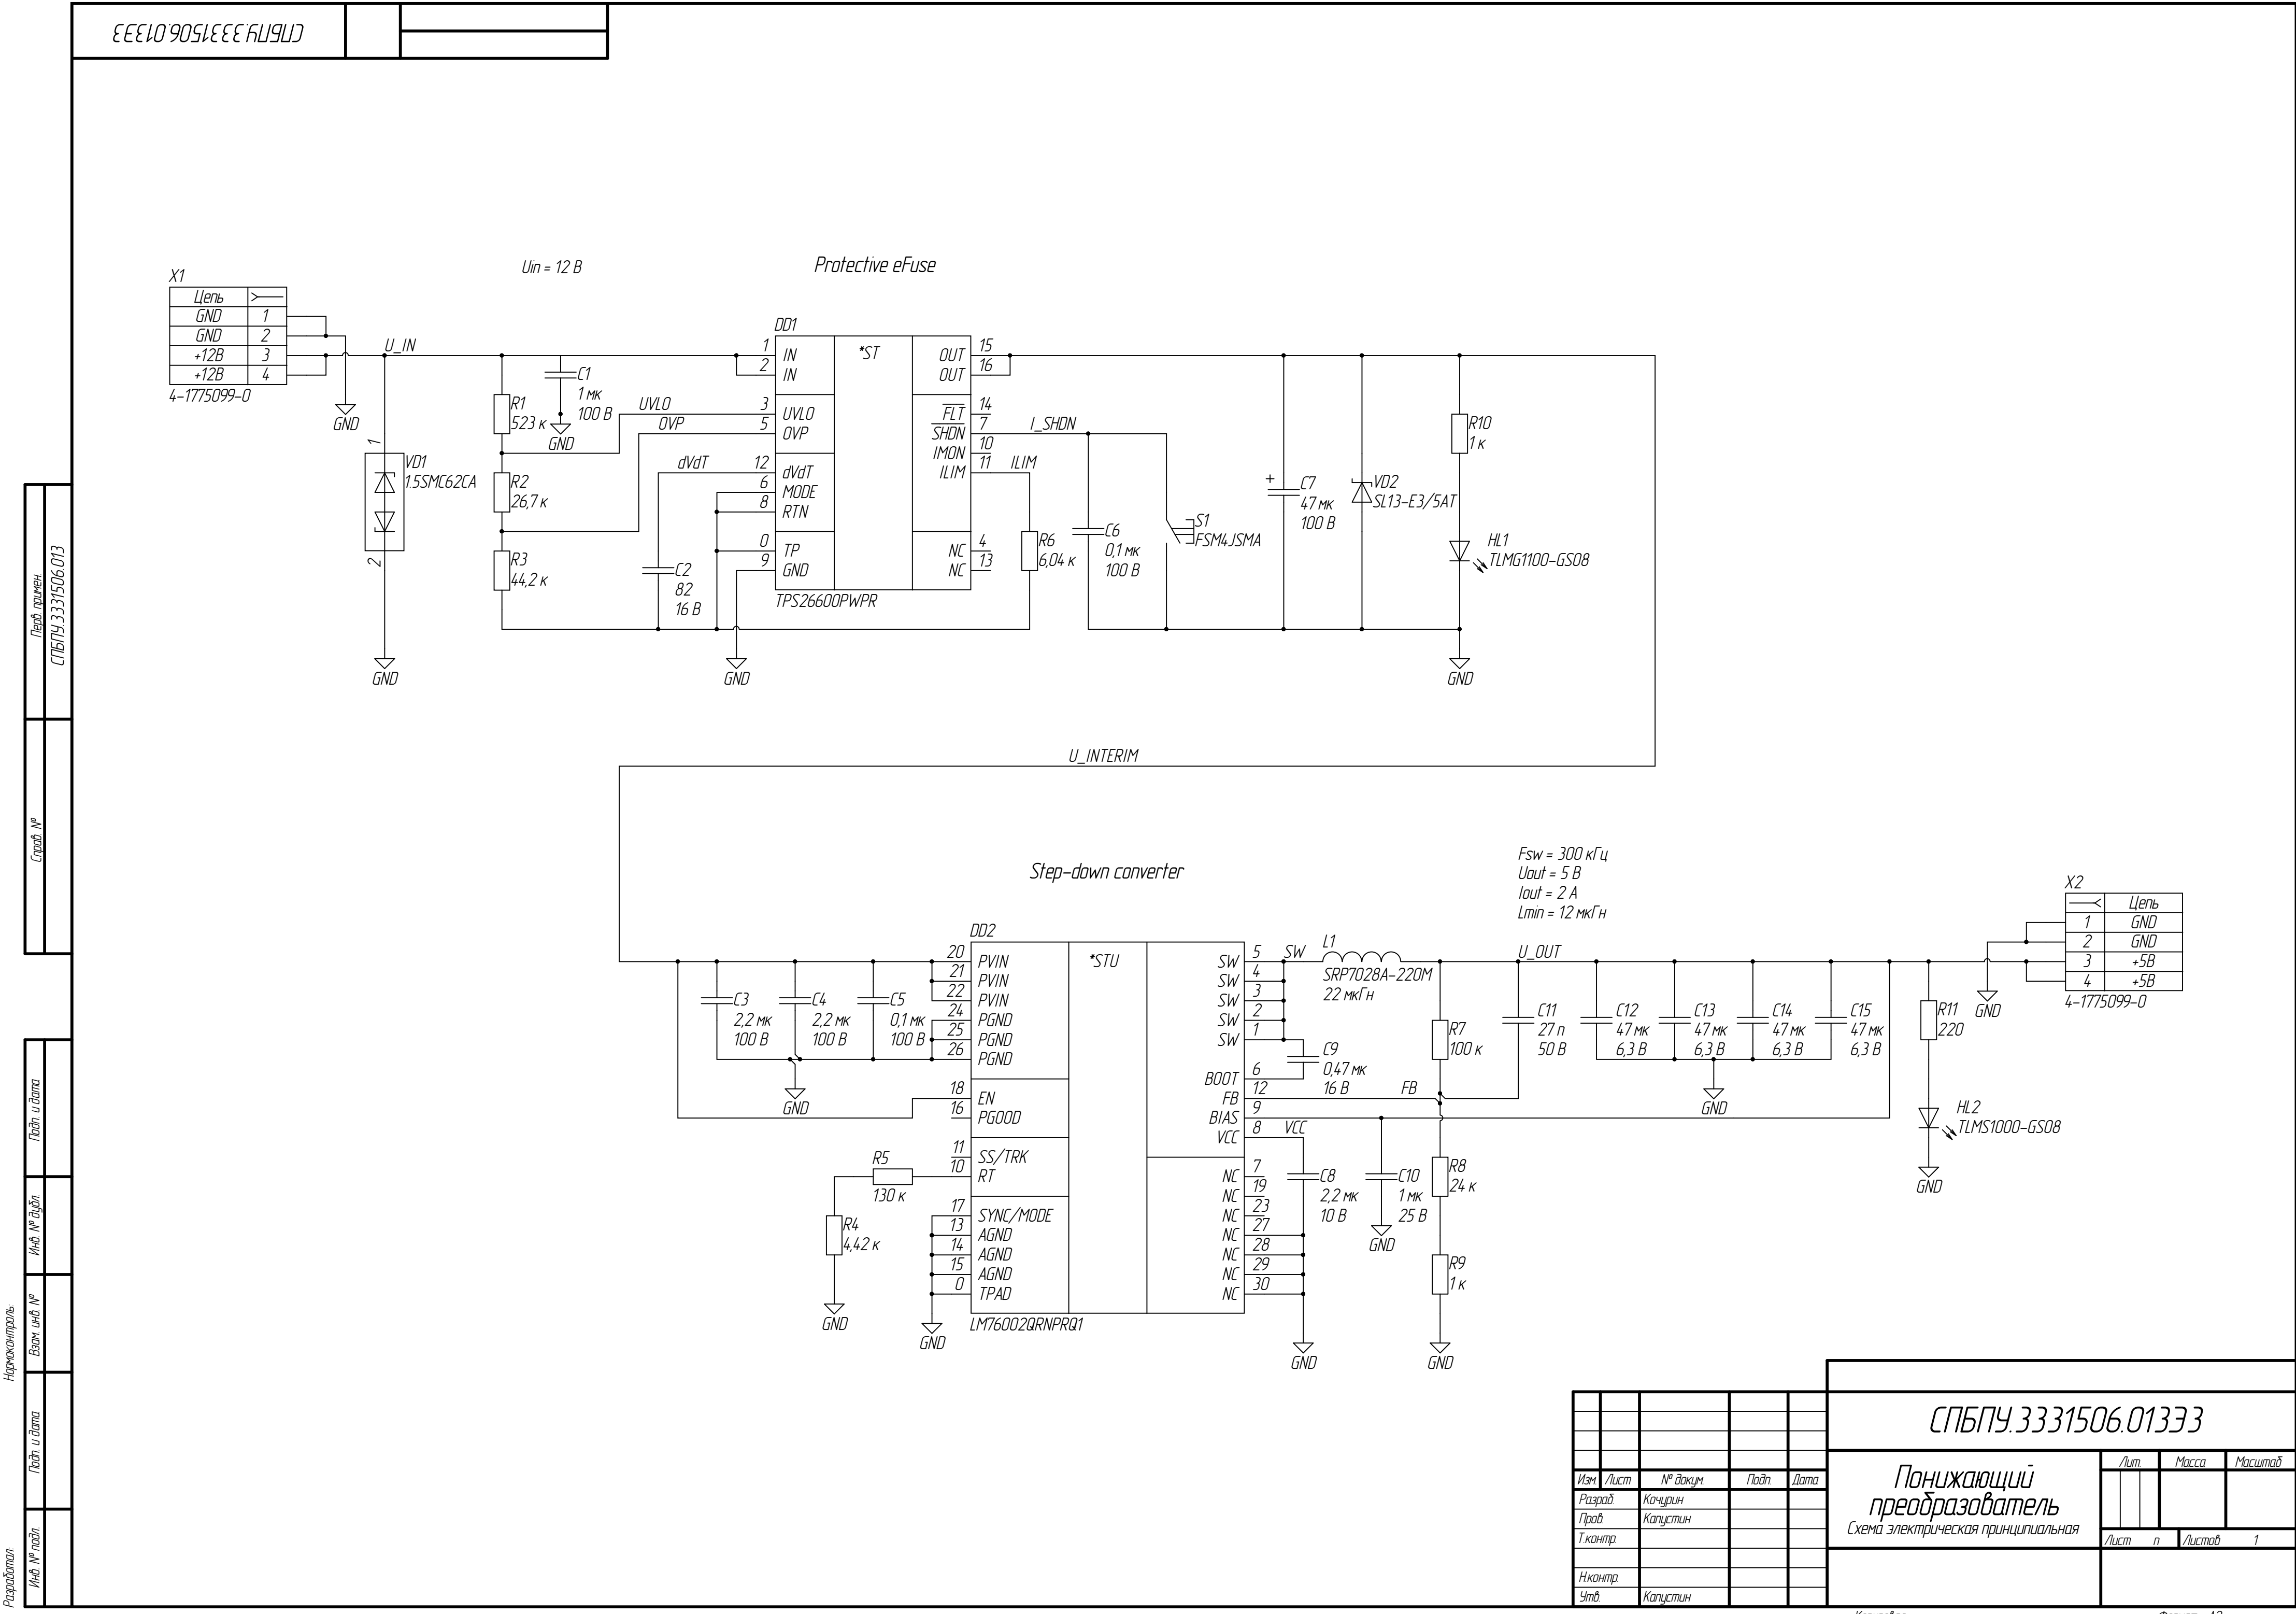 СПБПУ.3331506.013ЭЗ
Перв. примен.
СПБПУ.3331506.013
Справ. №
Подп. и дата
Инв. № дубл.
Взам. инв. №
Подп. и дата
Инв. № подл.
Нормоконтроль:
Разработал:
Uin = 12 В
Protective eFuse
X1
Цепь
GND 1
GND 2
+12В 3
+12В 4
4-1775099-0
GND
U_IN
1
VD1
1.5SMC62CA
2
GND
R1
523 к
R2
26,7 к
R3
44,2 к
C1
1 мк
100 В
GND
UVLO
OVP
dVdT
C2
82
16 В
GND
DD1
*ST
1 IN
2 IN
3 UVLO
5 OVP
12 dVdT
6 MODE
8 RTN
0 TP
9 GND
OUT 15
OUT 16
FLT 14
SHDN 7
IMON 10
ILIM 11
NC 4
NC 13
TPS26600PWPR
I_SHDN
ILIM
R6
6,04 к
C6
0,1 мк
100 В
S1
FSM4JSMA
+
C7
47 мк
100 В
VD2
SL13-E3/5AT
R10
1 к
HL1
TLMG1100-GS08
GND
U_INTERIM
Step-down converter
Fsw = 300 кГц
Uout = 5 В
Iout = 2 А
Lmin = 12 мкГн
C3
2,2 мк
100 В
C4
2,2 мк
100 В
C5
0,1 мк
100 В
GND
R5
130 к
R4
4,42 к
GND
GND
DD2
*STU
20 PVIN
21 PVIN
22 PVIN
24 PGND
25 PGND
26 PGND
18 EN
16 PGOOD
11 SS/TRK
10 RT
17 SYNC/MODE
13 AGND
14 AGND
15 AGND
0 TPAD
SW 5
SW 4
SW 3
SW 2
SW 1
BOOT 6
FB 12
BIAS 9
VCC 8
NC 7
NC 19
NC 23
NC 27
NC 28
NC 29
NC 30
LM76002QRNPRQ1
SW
L1
SRP7028A-220M
22 мкГн
C9
0,47 мк
16 В
FB
VCC
C8
2,2 мк
10 В
GND
C10
1 мк
25 В
GND
R7
100 к
R8
24 к
R9
1 к
GND
U_OUT
C11
27 п
50 В
C12
47 мк
6,3 В
C13
47 мк
6,3 В
C14
47 мк
6,3 В
C15
47 мк
6,3 В
GND
R11
220
HL2
TLMS1000-GS08
GND
GND
X2
Цепь
1 GND
2 GND
3 +5В
4 +5В
4-1775099-0
СПБПУ.3331506.013ЭЗ
Изм. Лист № докум. Подп. Дата
Разраб. Кочурин
Пров. Капустин
Т.контр.
Н.контр.
Утв. Капустин
Понижающий
преобразователь
Схема электрическая принципиальная
Лит. Масса Масштаб
Лист п Листов 1